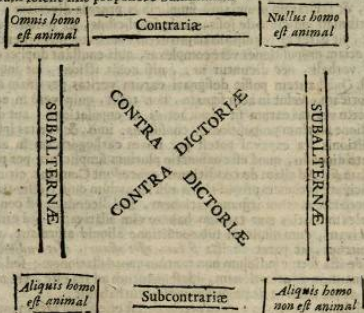 Omnis homo
eſt animal
Contrariæ
Nullus homo
eſt animal
SUBALTERNÆ
CONTRA DICTORIÆ
CONTRA DICTORIÆ
SUBALTERNÆ
Aliquis homo
eſt animal
Subcontrariæ
Aliquis homo
non eſt animal